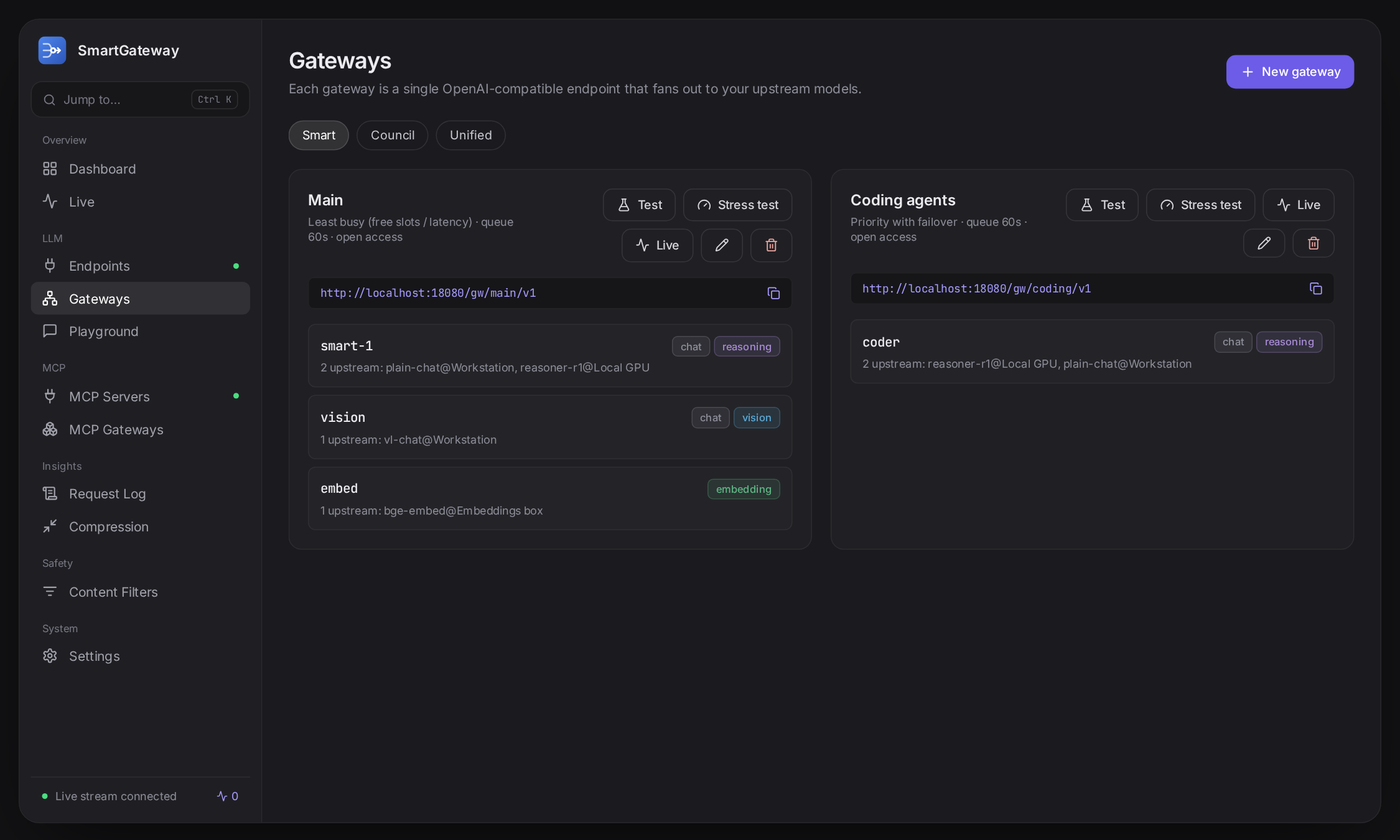 SmartGateway
Jump to...
Ctrl K
Overview
Dashboard
Live
LLM
Endpoints
Gateways
Playground
MCP
MCP Servers
MCP Gateways
Insights
Request Log
Compression
Safety
Content Filters
System
Settings
Live stream connected
0
Gateways
Each gateway is a single OpenAI-compatible endpoint that fans out to your upstream models.
New gateway
Smart
Council
Unified
Main
Least busy (free slots / latency) · queue
60s · open access
Test
Stress test
Live
http://localhost:18080/gw/main/v1
smart-1
chat
reasoning
2 upstream: plain-chat@Workstation, reasoner-r1@Local GPU
vision
chat
vision
1 upstream: vl-chat@Workstation
embed
embedding
1 upstream: bge-embed@Embeddings box
Coding agents
Priority with failover · queue 60s ·
open access
Test
Stress test
Live
http://localhost:18080/gw/coding/v1
coder
chat
reasoning
2 upstream: reasoner-r1@Local GPU, plain-chat@Workstation